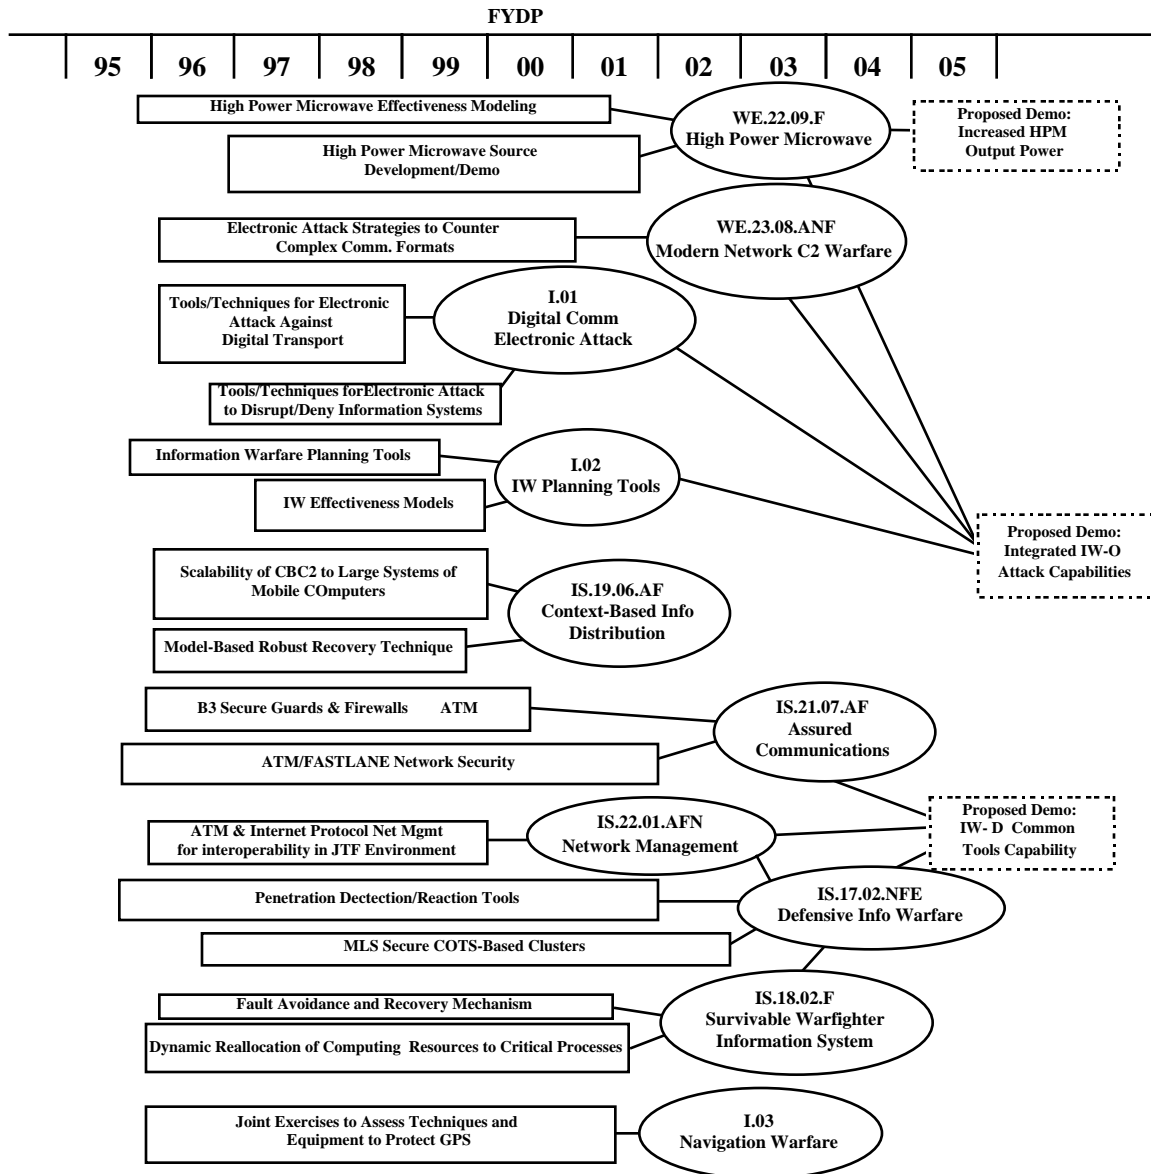 FYDP
95 96 97 98 99 00 01 02 03 04 05
High Power Microwave Effectiveness Modeling
WE.22.09.F
High Power Microwave
Proposed Demo:
Increased HPM
Output Power
High Power Microwave Source
Development/Demo
Electronic Attack Strategies to Counter
Complex Comm. Formats
WE.23.08.ANF
Modern Network C2 Warfare
Tools/Techniques for Electronic
Attack Against
Digital Transport
I.01
Digital Comm
Electronic Attack
Tools/Techniques forElectronic Attack
to Disrupt/Deny Information Systems
Information Warfare Planning Tools
I.02
IW Planning Tools
IW Effectiveness Models
Proposed Demo:
Integrated IW-O
Attack Capabilities
Scalability of CBC2 to Large Systems of
Mobile COmputers
IS.19.06.AF
Context-Based Info
Distribution
Model-Based Robust Recovery Technique
B3 Secure Guards & Firewalls ATM
IS.21.07.AF
Assured
Communications
ATM/FASTLANE Network Security
ATM & Internet Protocol Net Mgmt
for interoperability in JTF Environment
IS.22.01.AFN
Network Management
Proposed Demo:
IW- D Common
Tools Capability
Penetration Dectection/Reaction Tools
IS.17.02.NFE
Defensive Info Warfare
MLS Secure COTS-Based Clusters
Fault Avoidance and Recovery Mechanism
IS.18.02.F
Survivable Warfighter
Information System
Dynamic Reallocation of Computing Resources to Critical Processes
Joint Exercises to Assess Techniques and
Equipment to Protect GPS
I.03
Navigation Warfare